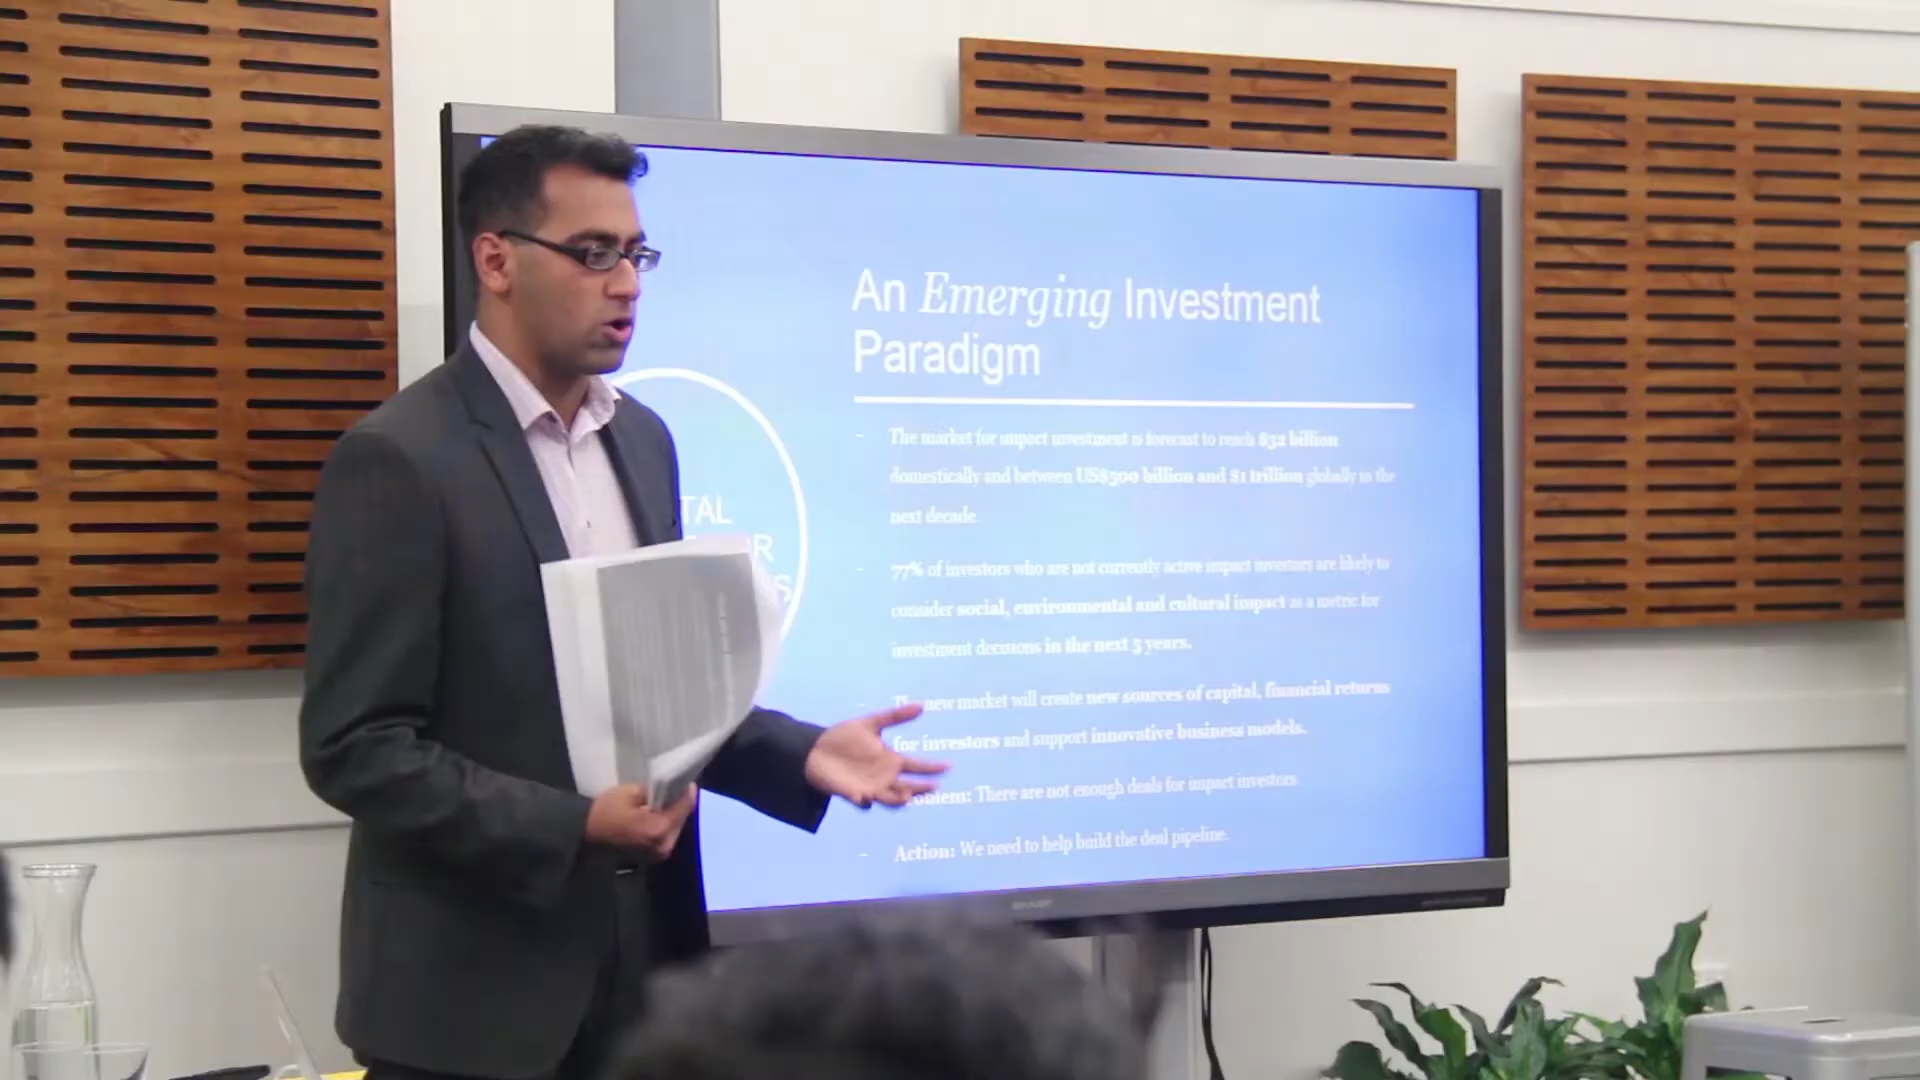 An Emerging Investment
Paradigm
- The market for impact investment is forecast to reach $32 billion
domestically and between US$500 billion and $1 trillion globally in the
next decade.
- 77% of investors who are not currently active impact investors are likely to
consider social, environmental and cultural impact as a metric for
investment decisions in the next 5 years.
- The new market will create new sources of capital, financial returns
for investors and support innovative business models.
roblem: There are not enough deals for impact investors
- Action: We need to help build the deal pipeline.
TAL
R
S
SHARP